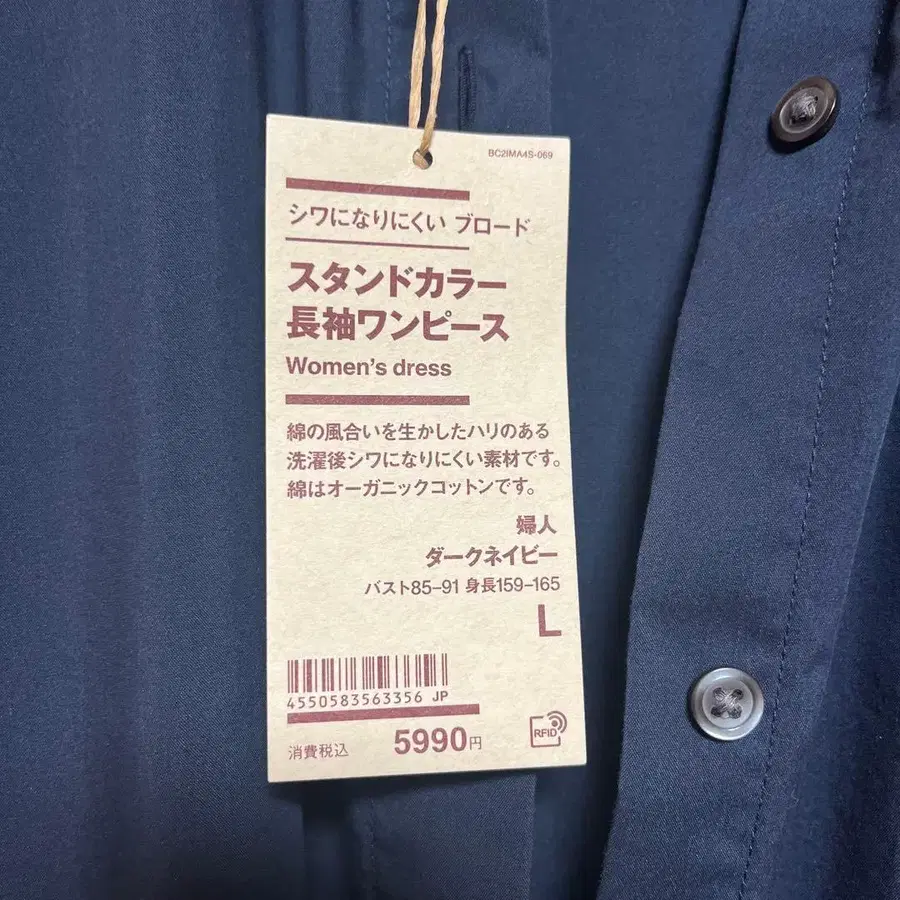 BC2IMA4S-069
シワになりにくい ブロード
スタンドカラー
長袖ワンピース
Women's dress
綿の風合いを生かしたハリのある
洗濯後シワになりにくい素材です。
綿はオーガニックコットンです。
婦人
ダークネイビー
バスト85–91 身長159–165
L
4550583563356 JP
消費税込 5990円
RFID